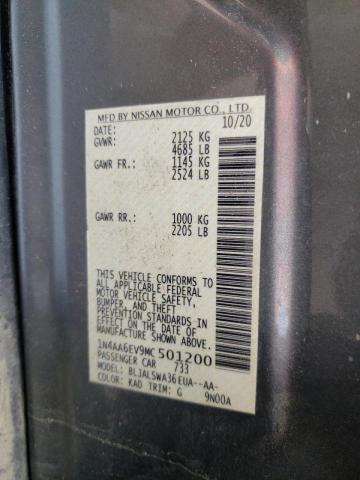 MFD BY NISSAN MOTOR CO., LTD.
DATE: 10/20
GVWR: 2125 KG
4685 LB
GAWR FR.: 1145 KG
2524 LB
GAWR RR.: 1000 KG
2205 LB
THIS VEHICLE CONFORMS TO
ALL APPLICABLE FEDERAL
MOTOR VEHICLE SAFETY,
BUMPER, AND THEFT
PREVENTION STANDARDS
IN EFFECT ON THE DATE OF
MANUFACTURE SHOWN ABOVE.
1N4AA6EV9MC501200
PASSENGER CAR 733
MODEL: BLJALSWA36EUA--AA-
COLOR: KAD TRIM: G 9N00A